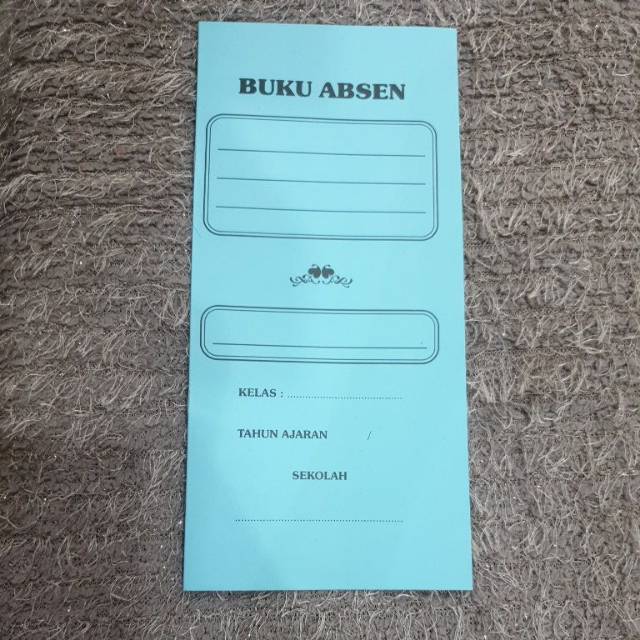 BUKU ABSEN
KELAS : ........................................
TAHUN AJARAN /
SEKOLAH